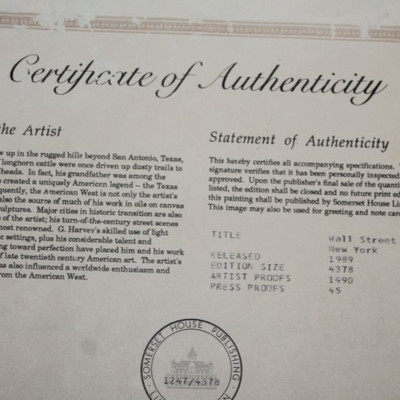 Certificate of Authenticity
the Artist
w up in the rugged hills beyond San Antonio, Texas,
longhorn cattle were once driven up dusty trails to
heads. In fact, his grandfather was among the
o created a uniquely American legend -- the Texas
quently, the American West is not only the artist's
also the source of much of his work in oils on canvas
ulptures. Major cities in historic transition are also
of the artist; his turn-of-the-century street scenes
most renowned. G. Harvey's skilled use of light
ic settings, plus his considerable talent and
ing toward perfection have placed him and his work
f late twentieth century American art. The artist's
as also influenced a worldwide enthusiasm and
from the American West.
Statement of Authenticity
This hereby certifies all accompanying specifications.
signature verifies that it has been personally inspected
approved. Upon the publisher's final sale of the quanti
listed, the edition shall be closed and no future print ed
this painting shall be published by Somerset House Li
This image may also be used for greeting and note car
TITLE Wall Street
New York
RELEASED 1989
EDITION SIZE 4378
ARTIST PROOFS 1490
PRESS PROOFS 45
SOMERSET HOUSE PUBLISHING
1247/4378